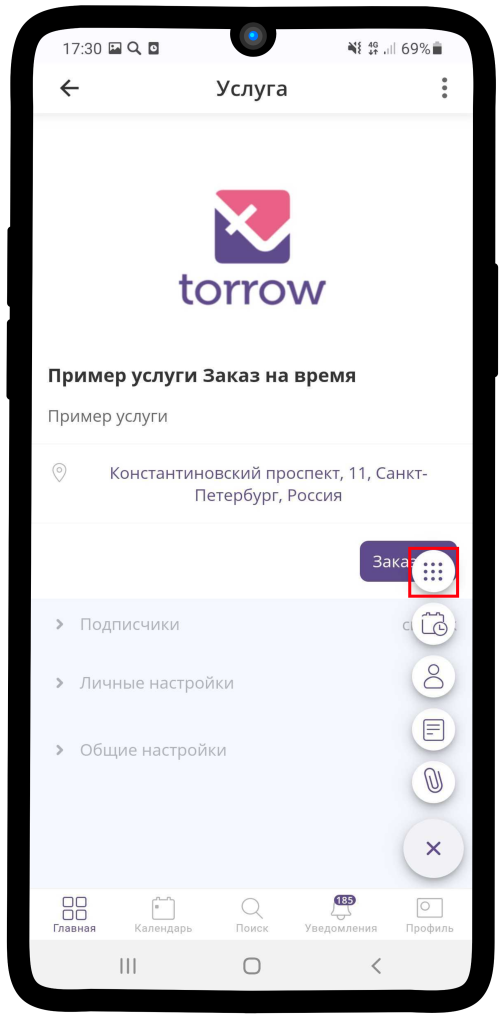 17:30 4G 69%
Услуга
torrow
Пример услуги Заказ на время
Пример услуги
Константиновский проспект, 11, Санкт-
Петербург, Россия
Подписчики
Личные настройки
Общие настройки
185
Главная Календарь Поиск Уведомления Профиль